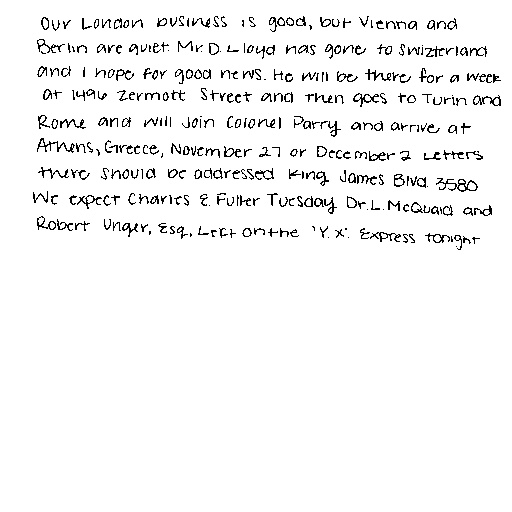 Our London business is good, but Vienna and
Berlin are quiet. Mr. D. Lloyd has gone to Swizterland
and I hope for good news. He will be there for a week
at 1496 Zermott Street and then goes to Turin and
Rome and will join Colonel Parry and arrive at
Athens, Greece, November 27 or December 2. Letters
there should be addressed King James Blvd. 3580
We expect Charles E. Fuller Tuesday. Dr. L. McQuaid and
Robert Unger, Esq., Left on the 'Y.X'. Express tonight